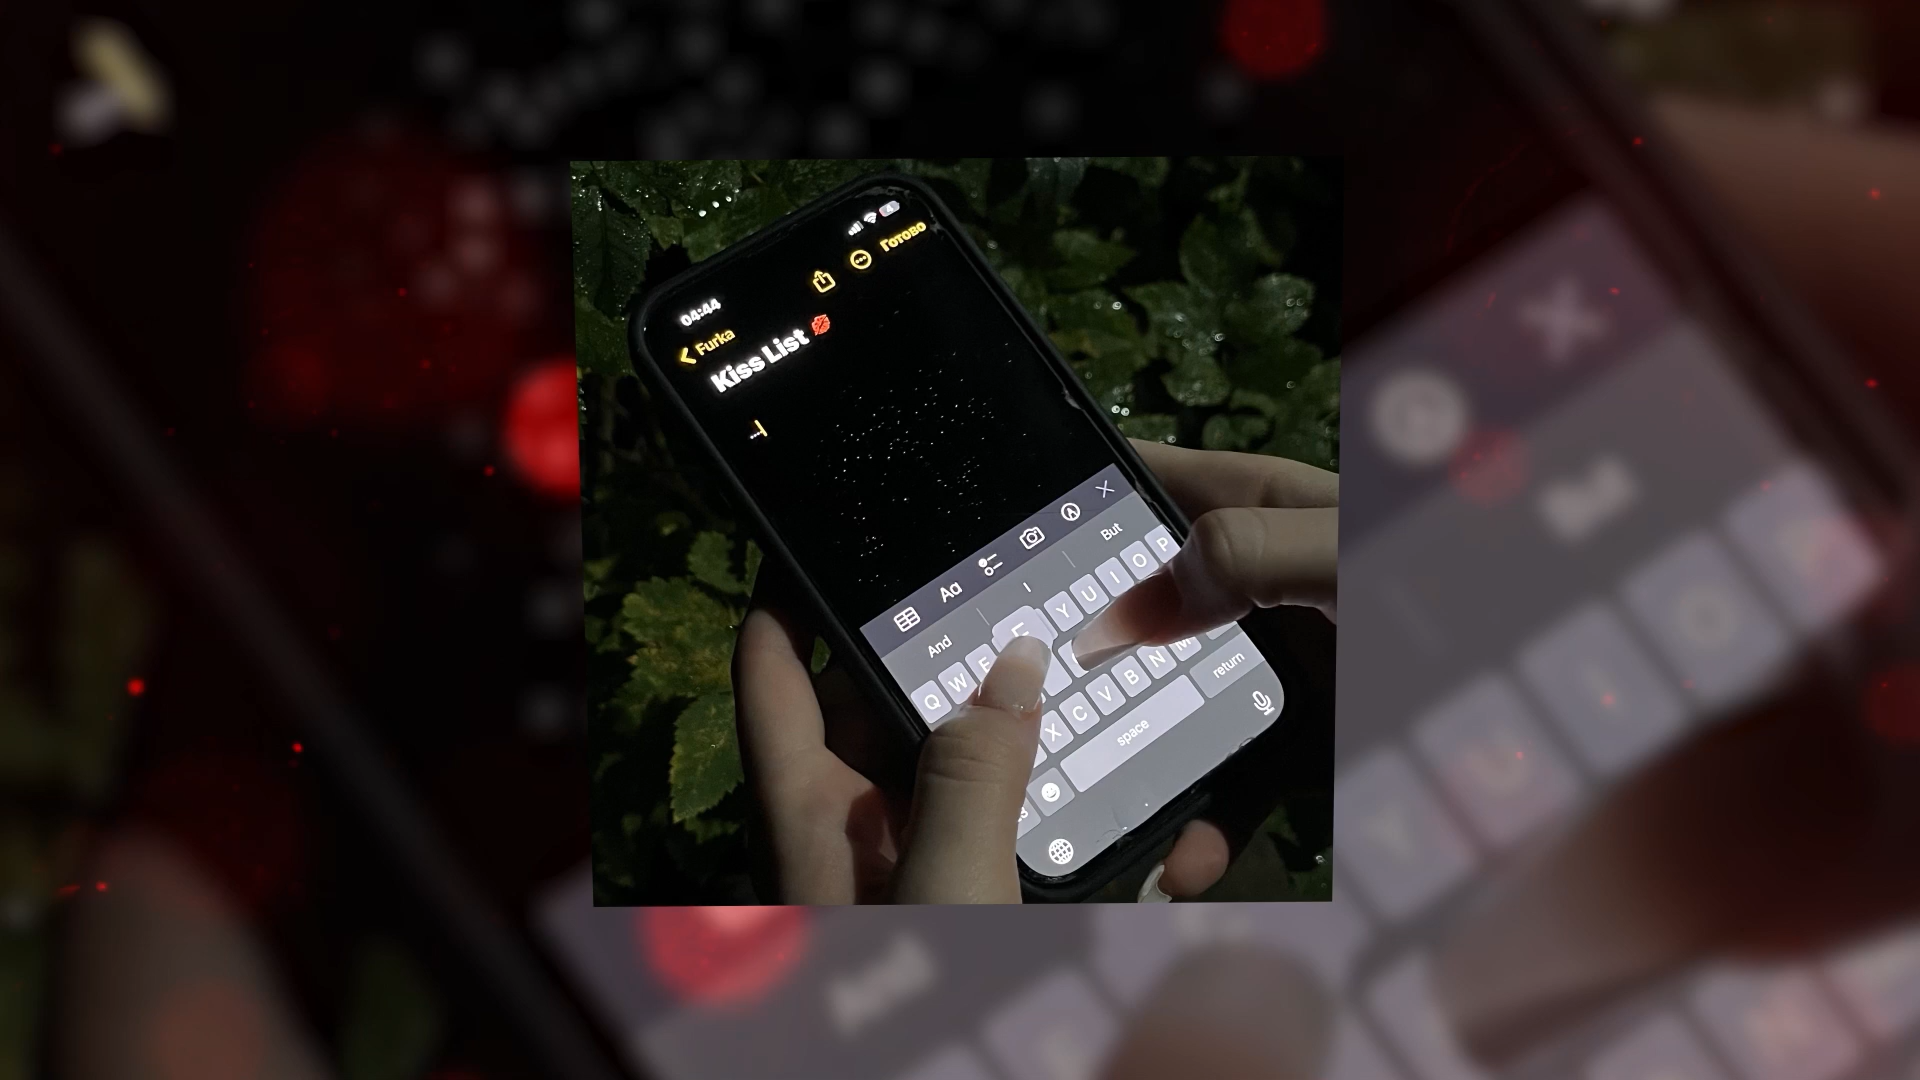 04:44
Furka
Готово
Kiss List
...
And
I
But
Q W E Y U I O P
X C V B N M
space
return